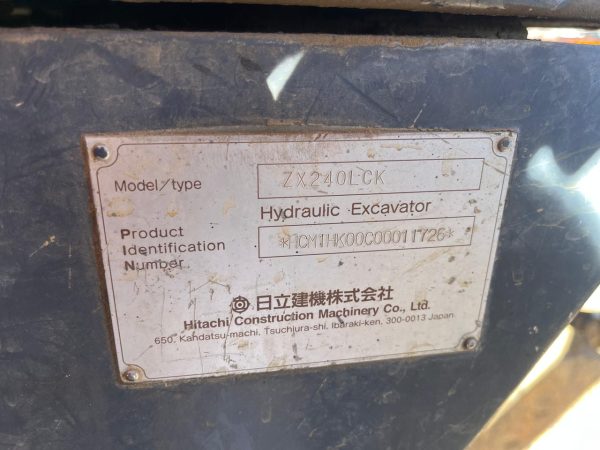 Model/type ZX240LCK
Hydraulic Excavator
Product
Identification *HCM1HK00C00011726*
Number
日立建機株式会社
Hitachi Construction Machinery Co., Ltd.
650, Kandatsu-machi, Tsuchiura-shi, Ibaraki-ken, 300-0013 Japan